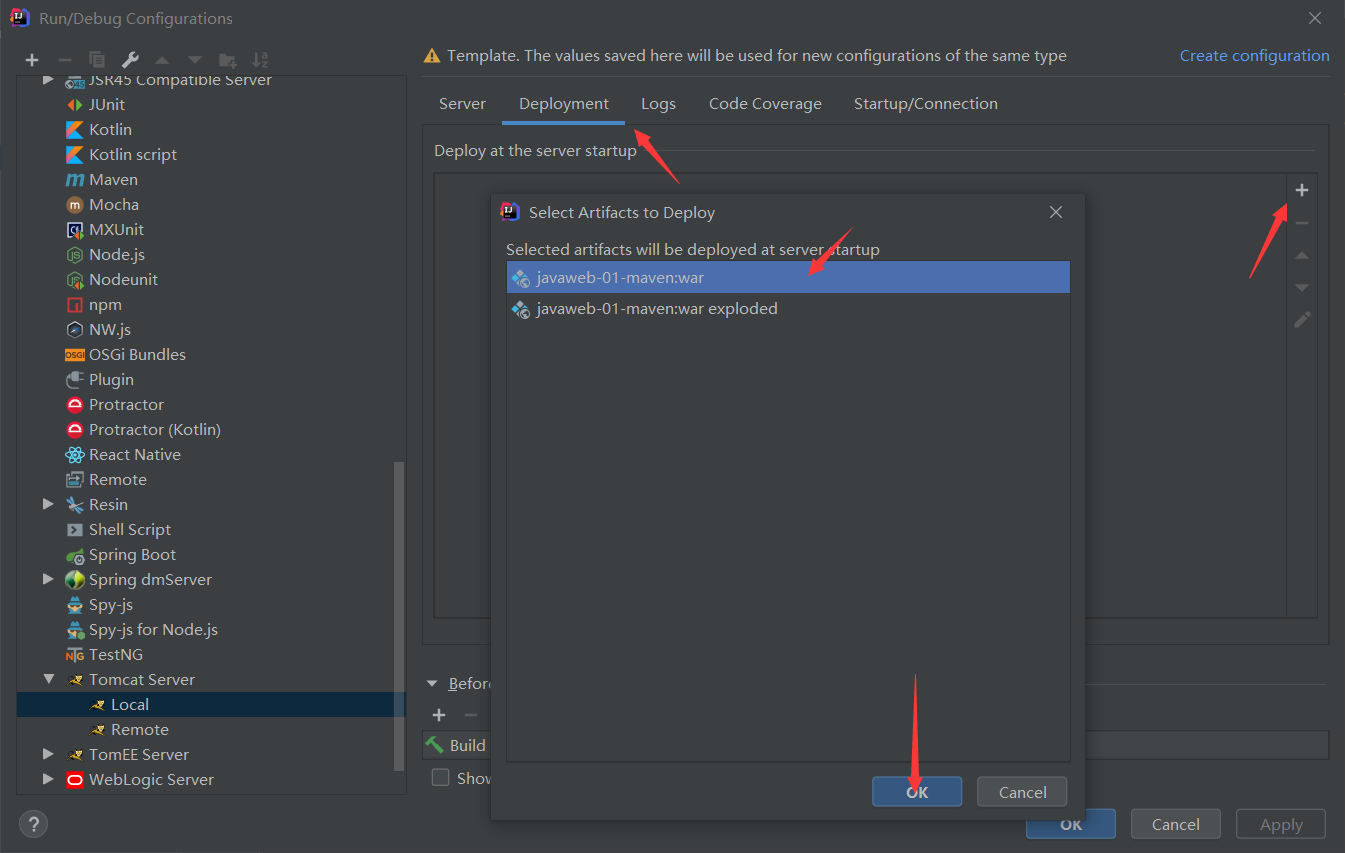 Run/Debug Configurations
Template. The values saved here will be used for new configurations of the same type
Create configuration
JSR45 Compatible Server
JUnit
Kotlin
Kotlin script
Maven
Mocha
MXUnit
Node.js
Nodeunit
npm
NW.js
OSGi Bundles
Plugin
Protractor
Protractor (Kotlin)
React Native
Remote
Resin
Shell Script
Spring Boot
Spring dmServer
Spy-js
Spy-js for Node.js
TestNG
Tomcat Server
Local
Remote
TomEE Server
WebLogic Server
Server Deployment Logs Code Coverage Startup/Connection
Deploy at the server startup
Select Artifacts to Deploy
Selected artifacts will be deployed at server startup
javaweb-01-maven:war
javaweb-01-maven:war exploded
OK Cancel
Befor
Build
Show
?
OK Cancel Apply